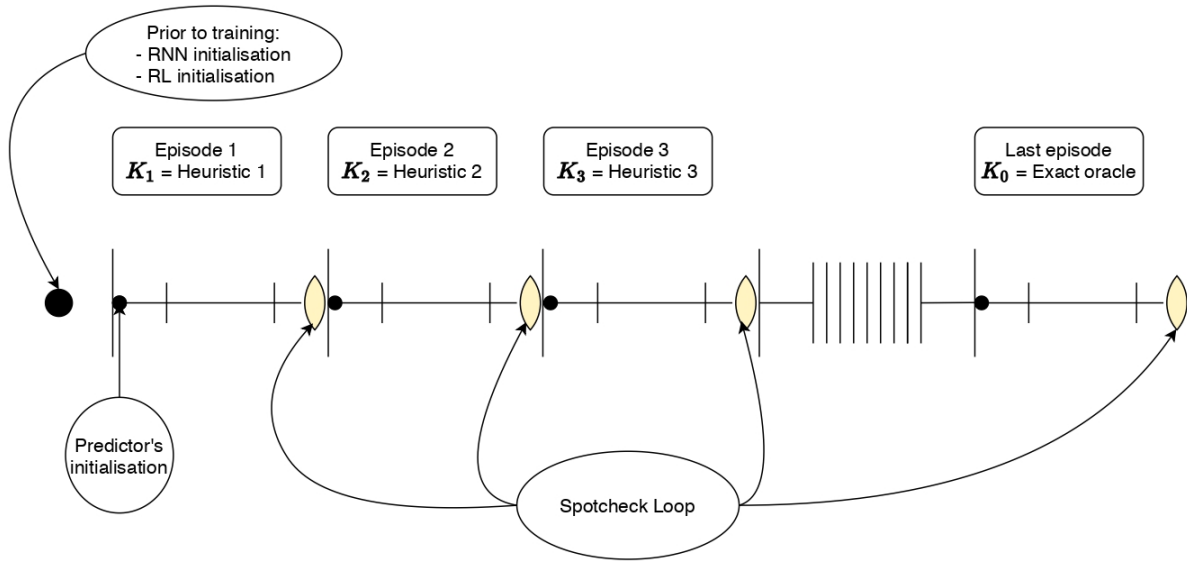 Prior to training:
- RNN initialisation
- RL initialisation
Episode 1
K₁ = Heuristic 1
Episode 2
K₂ = Heuristic 2
Episode 3
K₃ = Heuristic 3
Last episode
K₀ = Exact oracle
Predictor's
initialisation
Spotcheck Loop